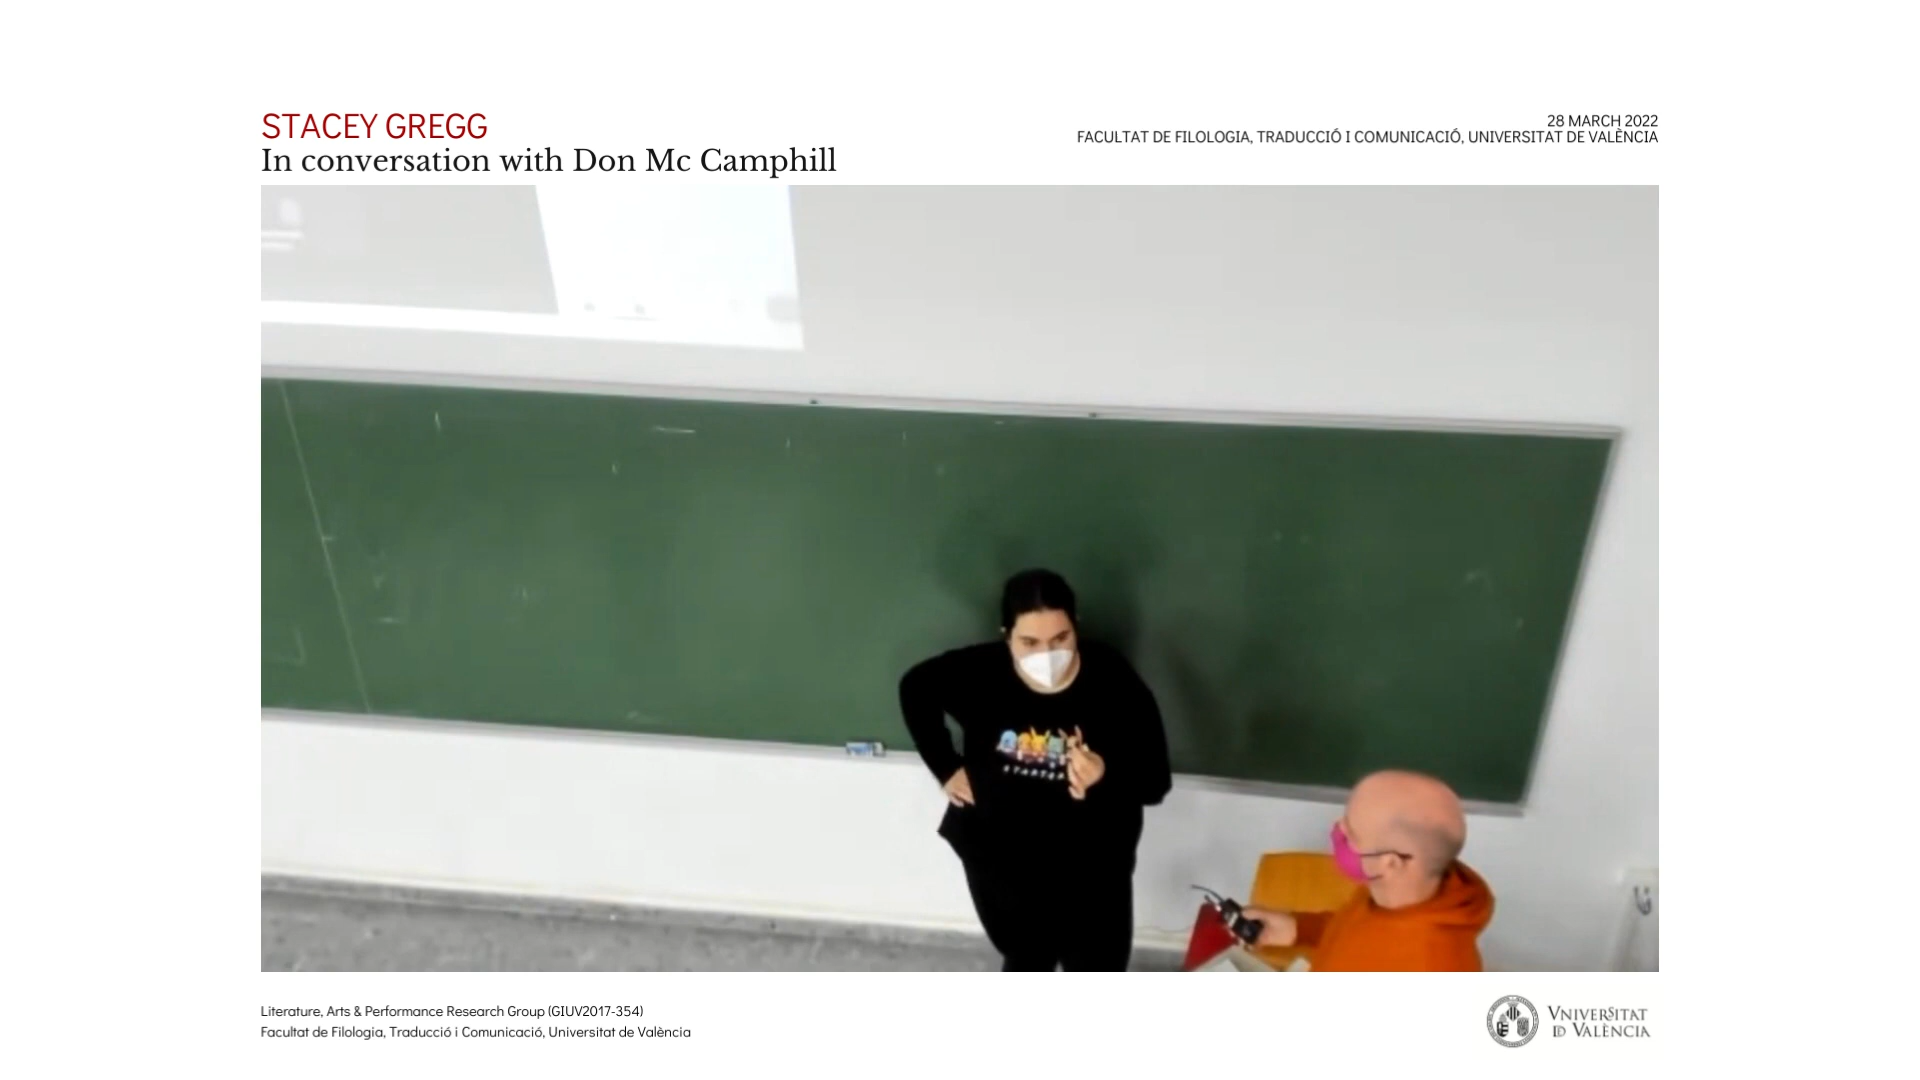 STACEY GREGG
In conversation with Don Mc Camphill
28 MARCH 2022
FACULTAT DE FILOLOGIA, TRADUCCIÓ I COMUNICACIÓ, UNIVERSITAT DE VALÈNCIA
Literature, Arts & Performance Research Group (GIUV2017-354)
Facultat de Filologia, Traducció i Comunicació, Universitat de València
VNIVERSITAT
ID VALÈNCIA